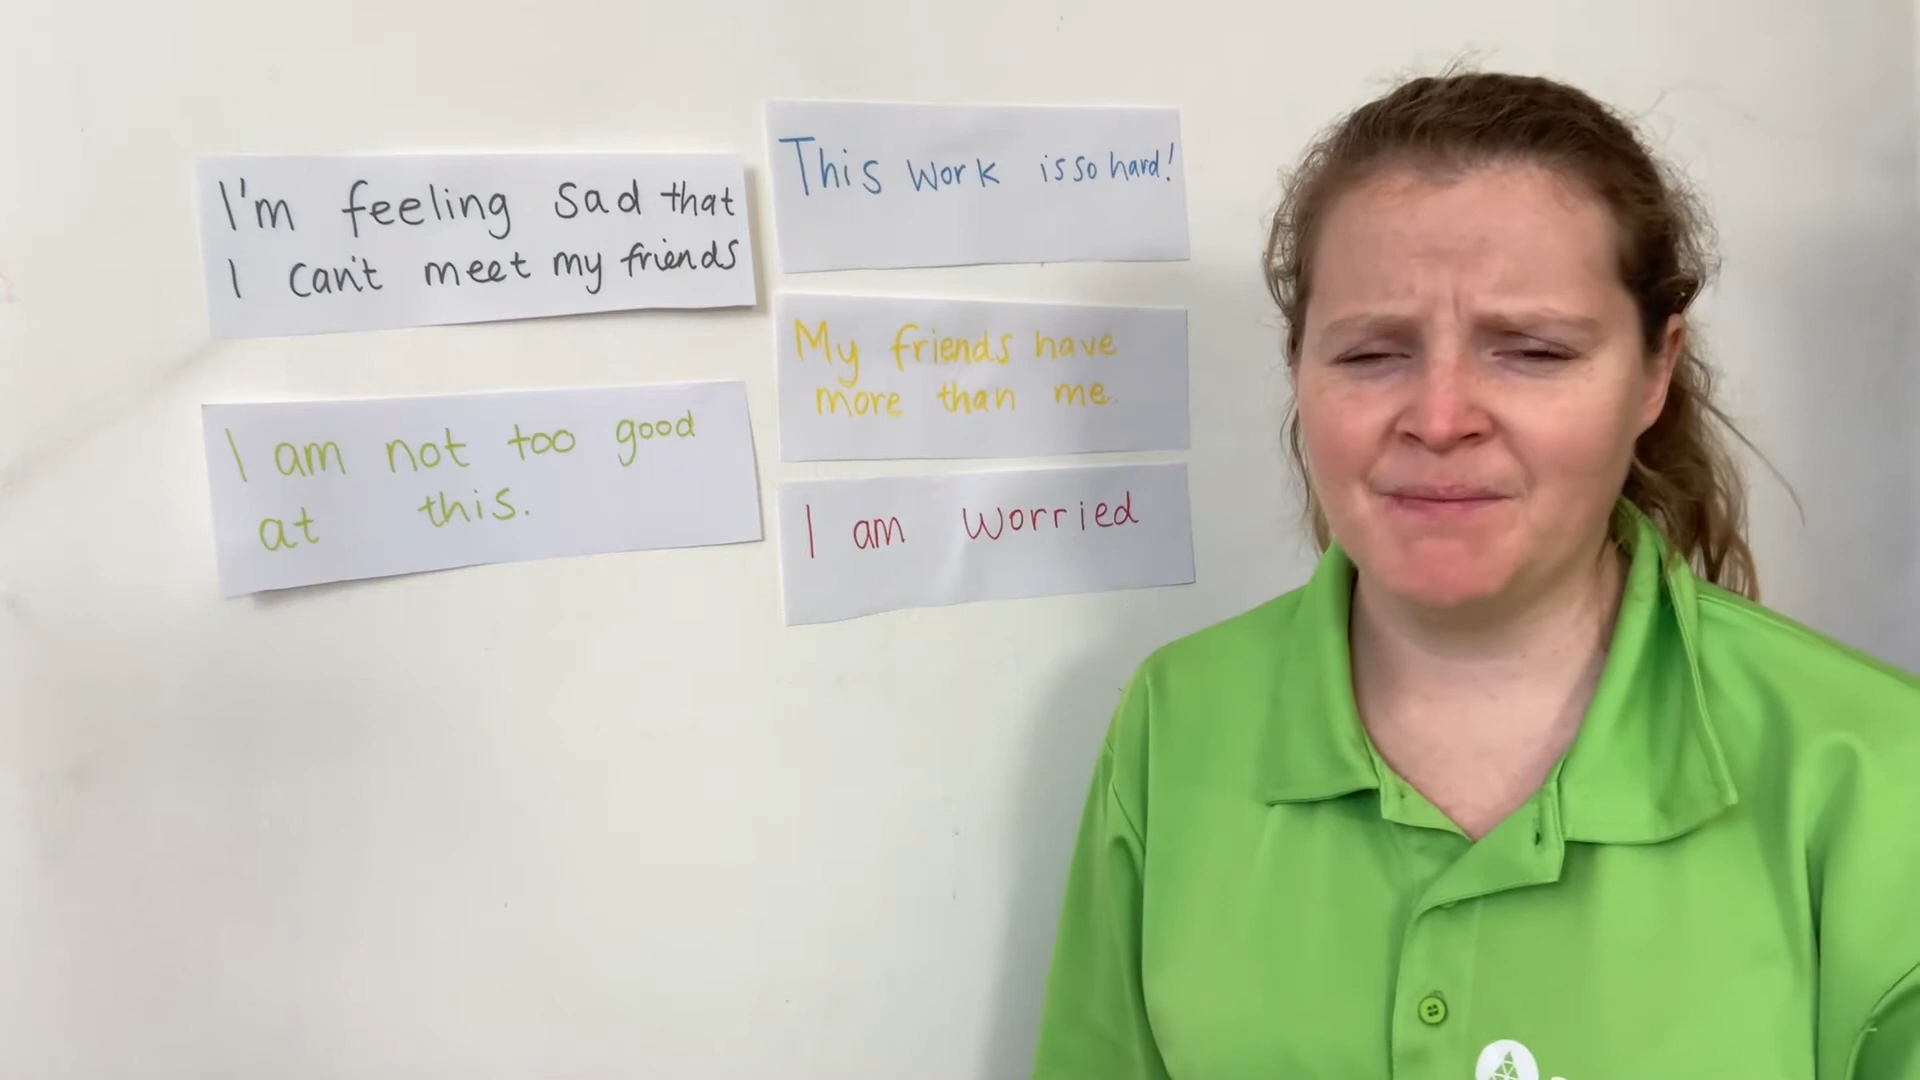 I'm feeling sad that
I can't meet my friends
I am not too good
at this.
This work is so hard!
My friends have
more than me.
I am worried